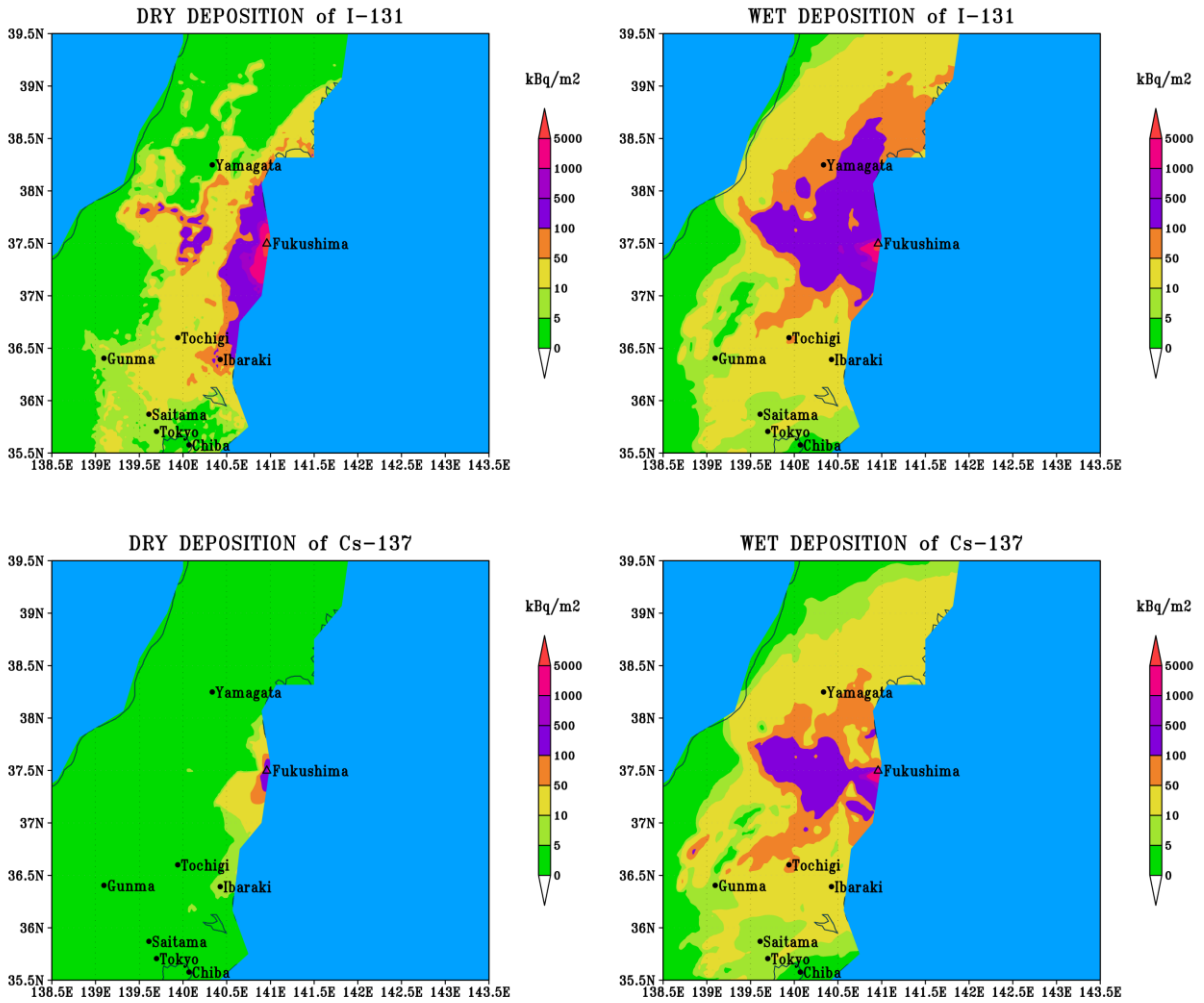 DRY DEPOSITION of I-131
39.5N
39N
38.5N
38N
37.5N
37N
36.5N
36N
35.5N
138.5E 139E 139.5E 140E 140.5E 141E 141.5E 142E 142.5E 143E 143.5E
Yamagata
Fukushima
Tochigi
Gunma
Ibaraki
Saitama
Tokyo
Chiba
kBq/m2
5000
1000
500
100
50
10
5
0
WET DEPOSITION of I-131
39.5N
39N
38.5N
38N
37.5N
37N
36.5N
36N
35.5N
138.5E 139E 139.5E 140E 140.5E 141E 141.5E 142E 142.5E 143E 143.5E
Yamagata
Fukushima
Tochigi
Gunma
Ibaraki
Saitama
Tokyo
Chiba
kBq/m2
5000
1000
500
100
50
10
5
0
DRY DEPOSITION of Cs-137
39.5N
39N
38.5N
38N
37.5N
37N
36.5N
36N
35.5N
138.5E 139E 139.5E 140E 140.5E 141E 141.5E 142E 142.5E 143E 143.5E
Yamagata
Fukushima
Tochigi
Gunma
Ibaraki
Saitama
Tokyo
Chiba
kBq/m2
5000
1000
500
100
50
10
5
0
WET DEPOSITION of Cs-137
39.5N
39N
38.5N
38N
37.5N
37N
36.5N
36N
35.5N
138.5E 139E 139.5E 140E 140.5E 141E 141.5E 142E 142.5E 143E 143.5E
Yamagata
Fukushima
Tochigi
Gunma
Ibaraki
Saitama
Tokyo
Chiba
kBq/m2
5000
1000
500
100
50
10
5
0